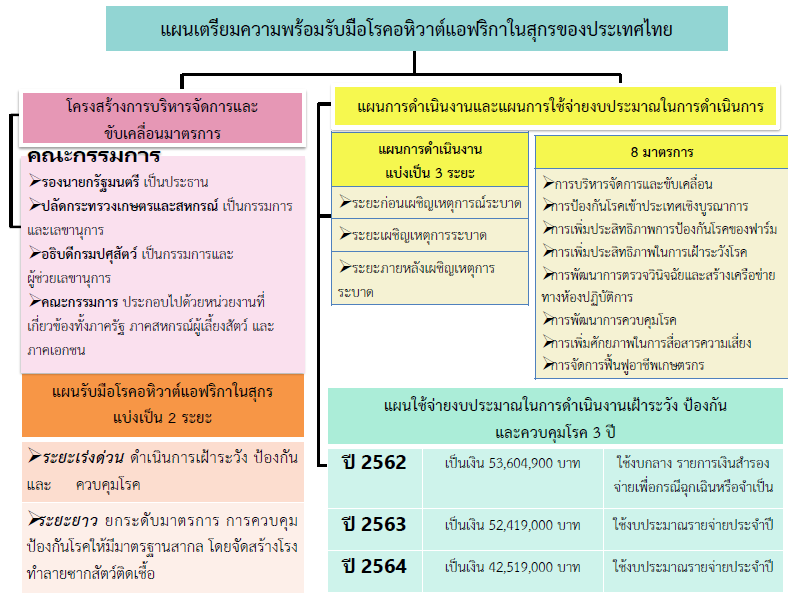 แผนเตรียมความพร้อมรับมือโรคอหิวาต์แอฟริกาในสุกรของประเทศไทย
โครงสร้างการบริหารจัดการและ
ขับเคลื่อนมาตรการ
คณะกรรมการ
➢รองนายกรัฐมนตรี เป็นประธาน
➢ปลัดกระทรวงเกษตรและสหกรณ์ เป็นกรรมการ
และเลขานุการ
➢อธิบดีกรมปศุสัตว์ เป็นกรรมการและ
ผู้ช่วยเลขานุการ
➢คณะกรรมการ ประกอบไปด้วยหน่วยงานที่
เกี่ยวข้องทั้งภาครัฐ ภาคสหกรณ์ผู้เลี้ยงสัตว์ และ
ภาคเอกชน
แผนรับมือโรคอหิวาต์แอฟริกาในสุกร
แบ่งเป็น 2 ระยะ
➢ระยะเร่งด่วน ดำเนินการเฝ้าระวัง ป้องกัน
และ ควบคุมโรค
➢ระยะยาว ยกระดับมาตรการ การควบคุม
ป้องกันโรคให้มีมาตรฐานสากล โดยจัดสร้างโรง
ทำลายซากสัตว์ติดเชื้อ
แผนการดำเนินงานและแผนการใช้จ่ายงบประมาณในการดำเนินการ
แผนการดำเนินงาน
แบ่งเป็น 3 ระยะ
➢ระยะก่อนเผชิญเหตุการณ์ระบาด
➢ระยะเผชิญเหตุการระบาด
➢ระยะภายหลังเผชิญเหตุการ
ระบาด
8 มาตรการ
➢การบริหารจัดการและขับเคลื่อน
➢การป้องกันโรคเข้าประเทศเชิงบูรณาการ
➢การเพิ่มประสิทธิภาพการป้องกันโรคของฟาร์ม
➢การเพิ่มประสิทธิภาพในการเฝ้าระวังโรค
➢การพัฒนาการตรวจวินิจฉัยและสร้างเครือข่าย
ทางห้องปฏิบัติการ
➢การพัฒนาการควบคุมโรค
➢การเพิ่มศักยภาพในการสื่อสารความเสี่ยง
➢การจัดการฟื้นฟูอาชีพเกษตรกร
แผนใช้จ่ายงบประมาณในการดำเนินงานเฝ้าระวัง ป้องกัน
และควบคุมโรค 3 ปี
ปี 2562 เป็นเงิน 53,604,900 บาท ใช้งบกลาง รายการเงินสำรอง
จ่ายเพื่อกรณีฉุกเฉินหรือจำเป็น
ปี 2563 เป็นเงิน 52,419,000 บาท ใช้งบประมาณรายจ่ายประจำปี
ปี 2564 เป็นเงิน 42,519,000 บาท ใช้งบประมาณรายจ่ายประจำปี